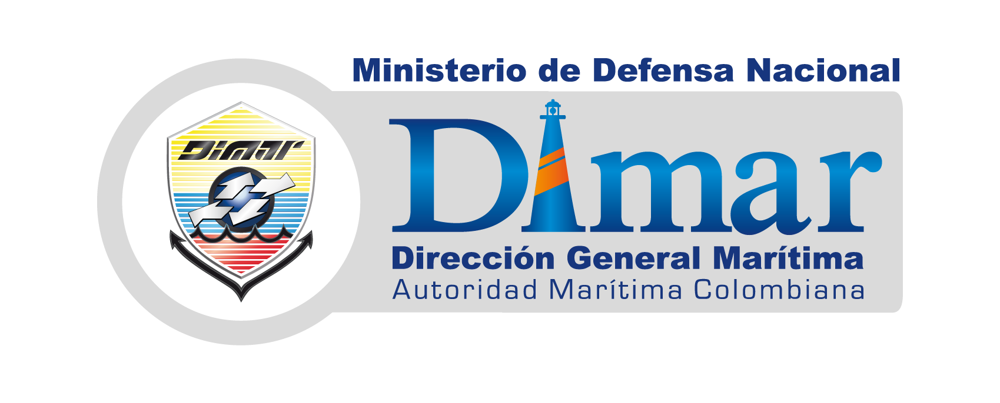 Ministerio de Defensa Nacional
Dimar
Dimar
Dirección General Marítima
Autoridad Marítima Colombiana